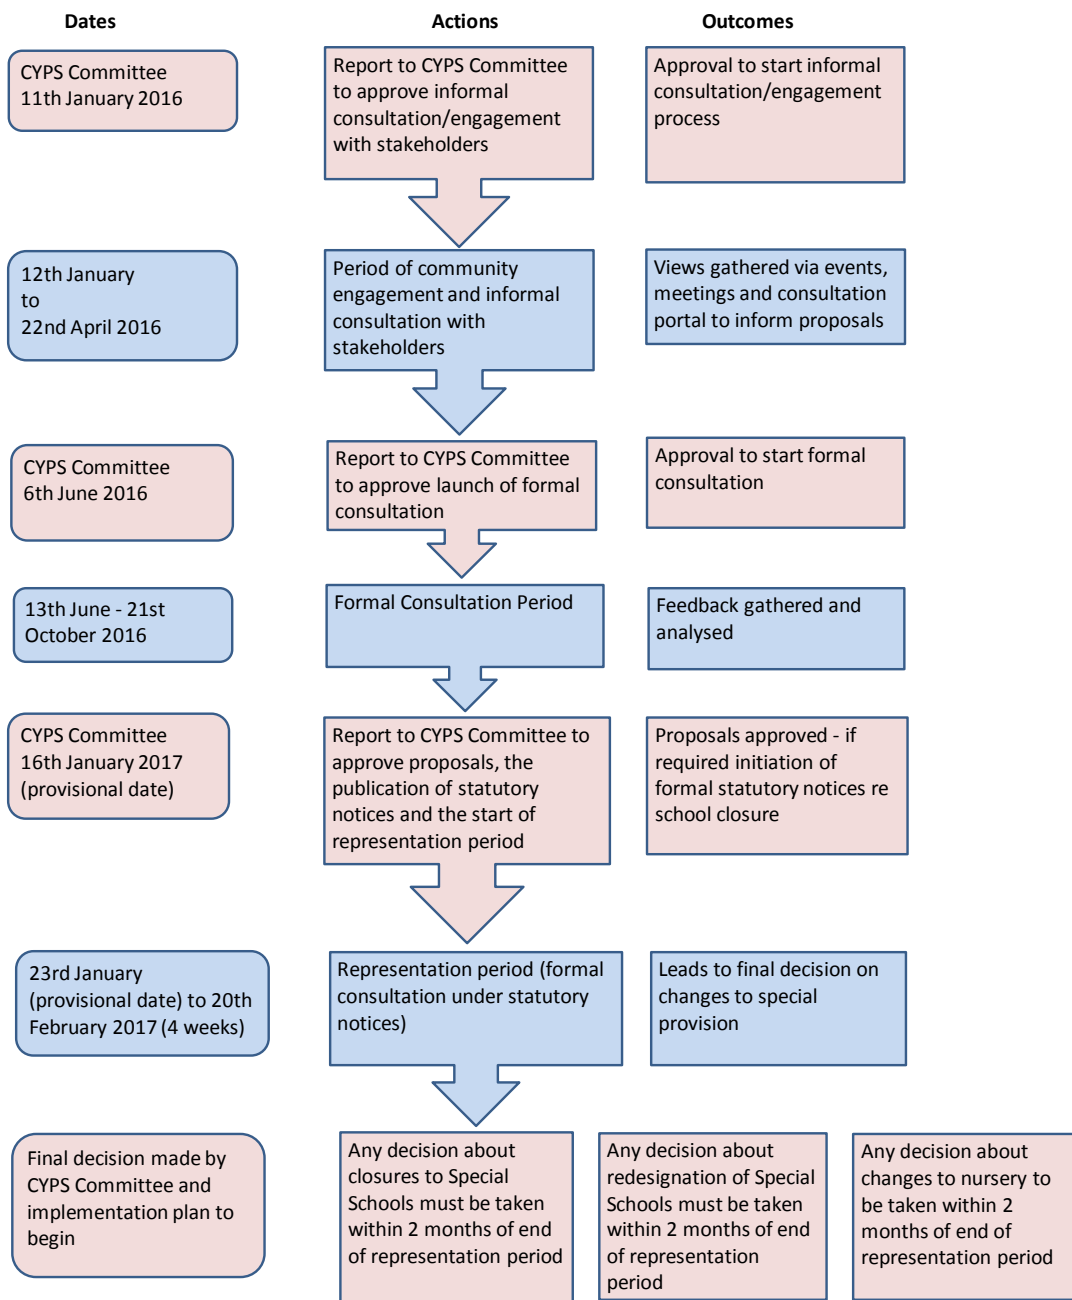 Dates
Actions
Outcomes
CYPS Committee
11th January 2016
Report to CYPS Committee
to approve informal
consultation/engagement
with stakeholders
Approval to start informal
consultation/engagement
process
12th January
to
22nd April 2016
Period of community
engagement and informal
consultation with
stakeholders
Views gathered via events,
meetings and consultation
portal to inform proposals
CYPS Committee
6th June 2016
Report to CYPS Committee
to approve launch of formal
consultation
Approval to start formal
consultation
13th June - 21st
October 2016
Formal Consultation Period
Feedback gathered and
analysed
CYPS Committee
16th January 2017
(provisional date)
Report to CYPS Committee to
approve proposals, the
publication of statutory
notices and the start of
representation period
Proposals approved - if
required initiation of
formal statutory notices re
school closure
23rd January
(provisional date) to 20th
February 2017 (4 weeks)
Representation period (formal
consultation under statutory
notices)
Leads to final decision on
changes to special
provision
Final decision made by
CYPS Committee and
implementation plan to
begin
Any decision about
closures to Special
Schools must be taken
within 2 months of end
of representation period
Any decision about
redesignation of Special
Schools must be taken
within 2 months of end
of representation
period
Any decision about
changes to nursery to
be taken within 2
months of end of
representation period